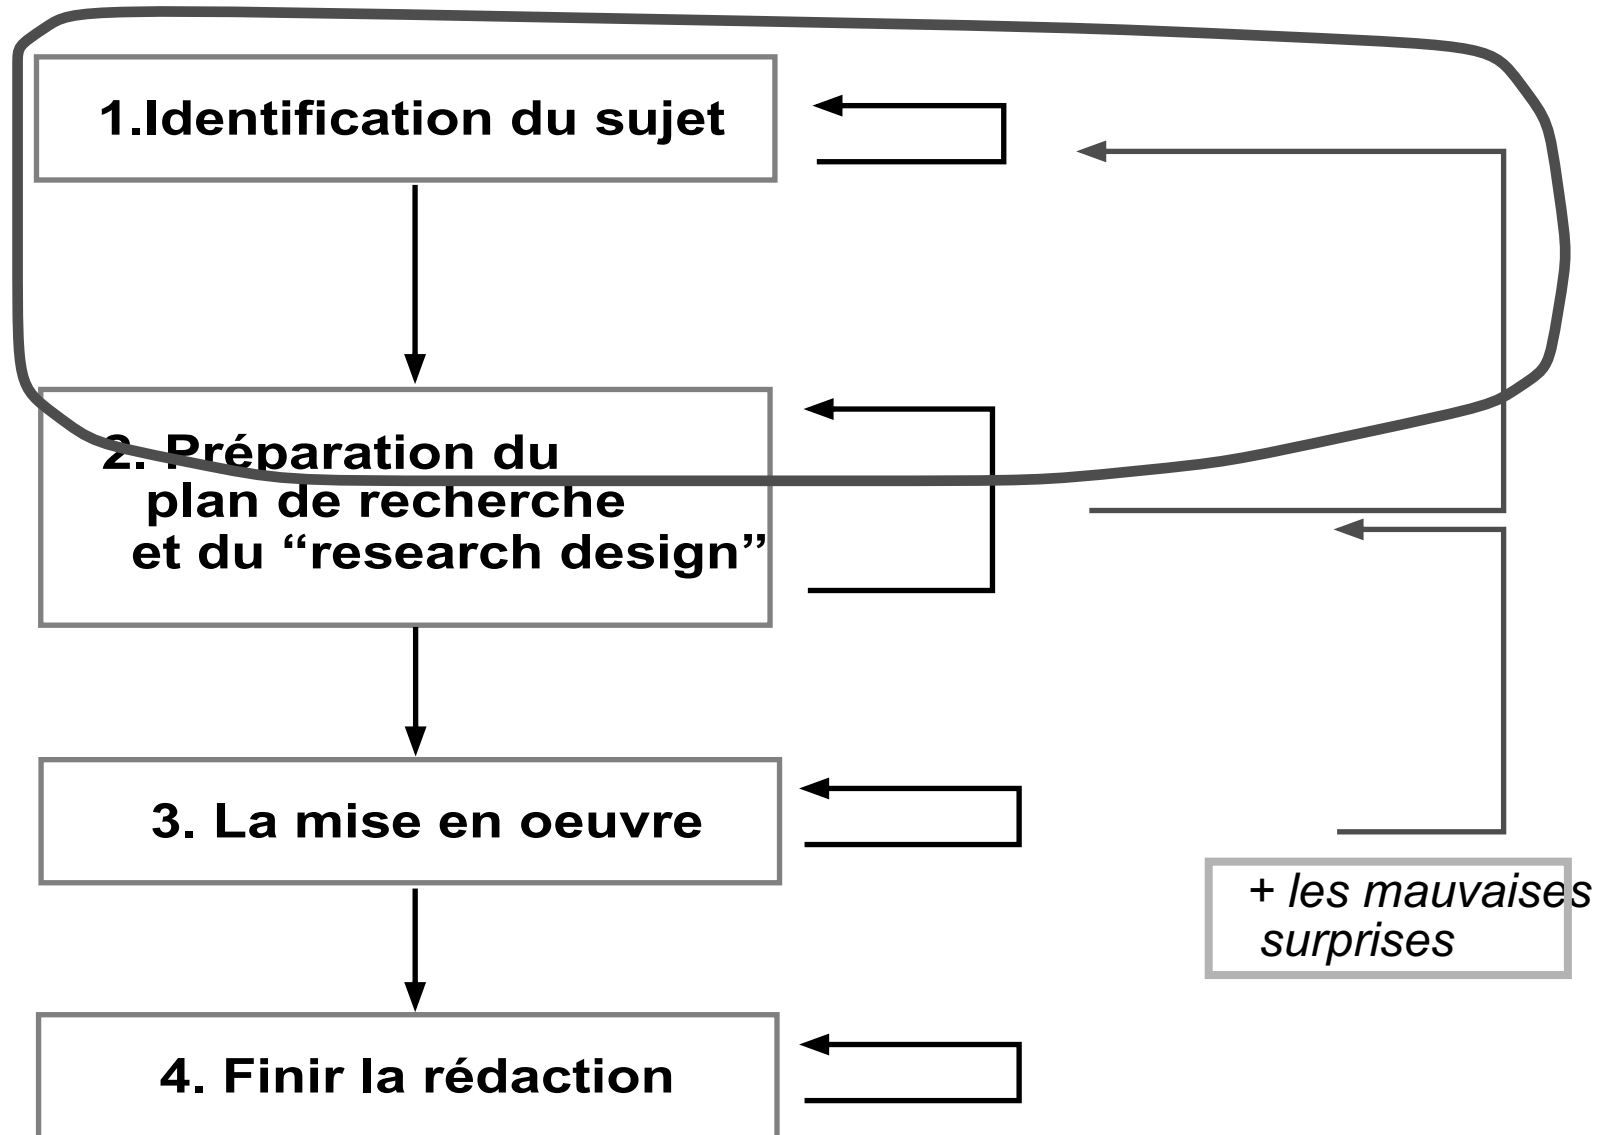 1.Identification du sujet
2. Préparation du
plan de recherche
et du “research design”
3. La mise en oeuvre
+ les mauvaises
surprises
4. Finir la rédaction